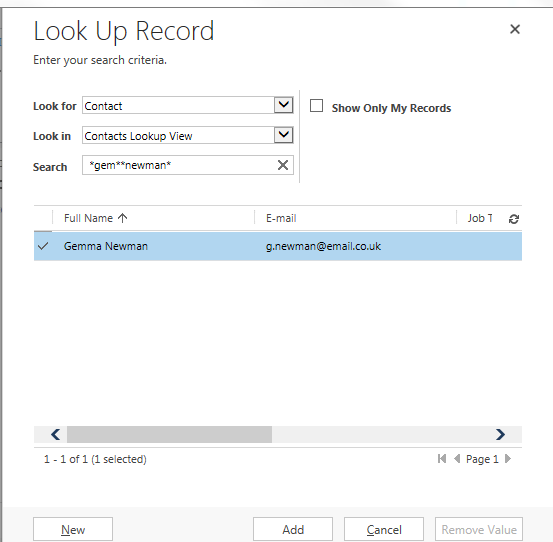 Look Up Record
Enter your search criteria.
Look for Contact
Show Only My Records
Look in Contacts Lookup View
Search *gem**newman*
Full Name E-mail Job T
Gemma Newman g.newman@email.co.uk
1 - 1 of 1 (1 selected) Page 1
New Add Cancel Remove Value